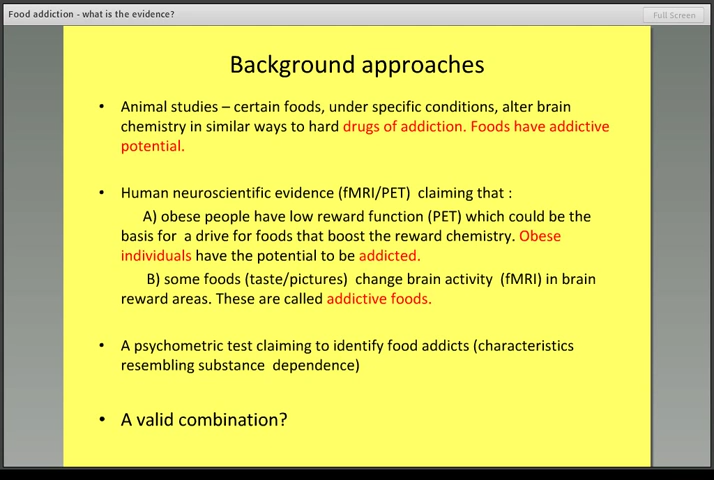 Food addiction - what is the evidence?
Full Screen
Background approaches
• Animal studies – certain foods, under specific conditions, alter brain
chemistry in similar ways to hard drugs of addiction. Foods have addictive
potential.
• Human neuroscientific evidence (fMRI/PET) claiming that :
A) obese people have low reward function (PET) which could be the
basis for a drive for foods that boost the reward chemistry. Obese
individuals have the potential to be addicted.
B) some foods (taste/pictures) change brain activity (fMRI) in brain
reward areas. These are called addictive foods.
• A psychometric test claiming to identify food addicts (characteristics
resembling substance dependence)
• A valid combination?